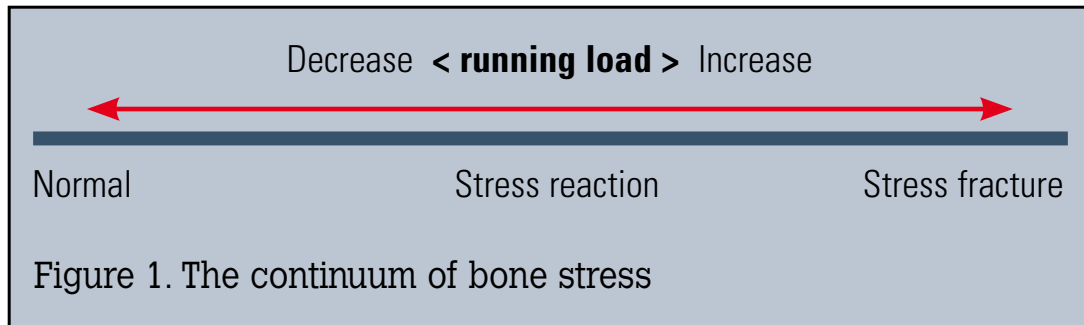 Decrease < running load > Increase
Normal Stress reaction Stress fracture
Figure 1. The continuum of bone stress